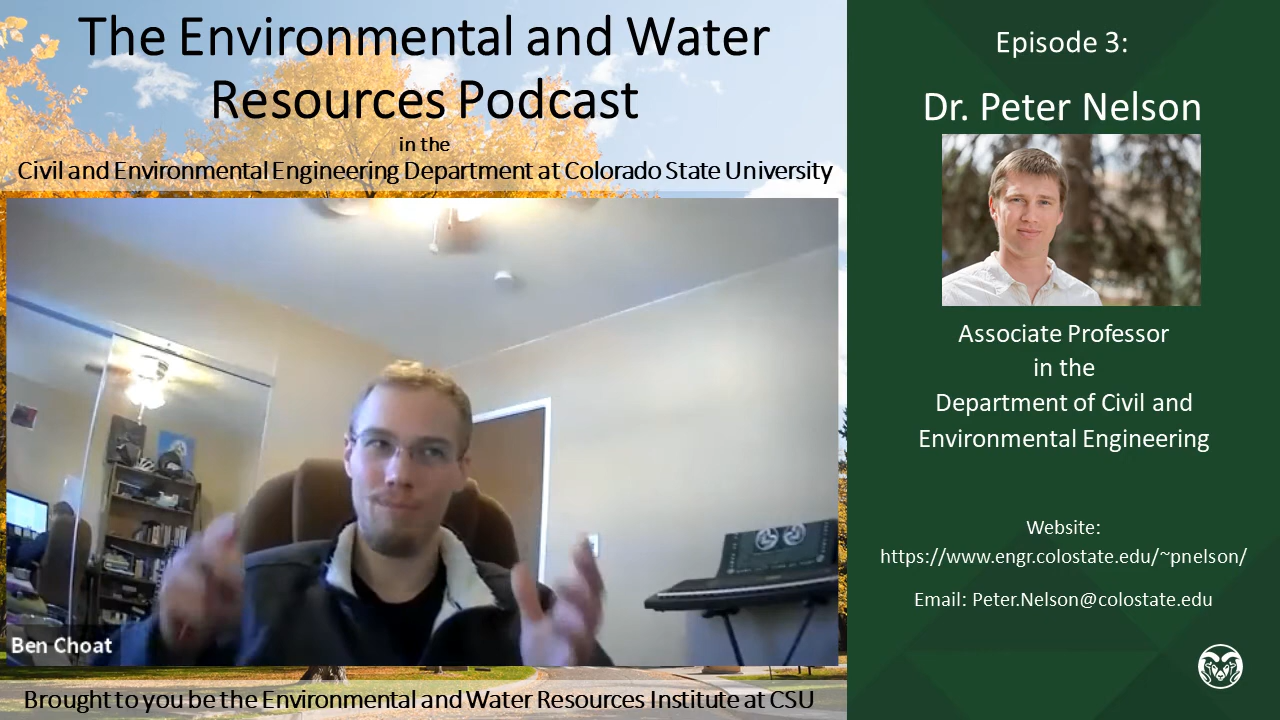 The Environmental and Water
Resources Podcast
in the
Civil and Environmental Engineering Department at Colorado State University
Ben Choat
Brought to you be the Environmental and Water Resources Institute at CSU
Episode 3:
Dr. Peter Nelson
Associate Professor
in the
Department of Civil and
Environmental Engineering
Website:
https://www.engr.colostate.edu/~pnelson/
Email: Peter.Nelson@colostate.edu